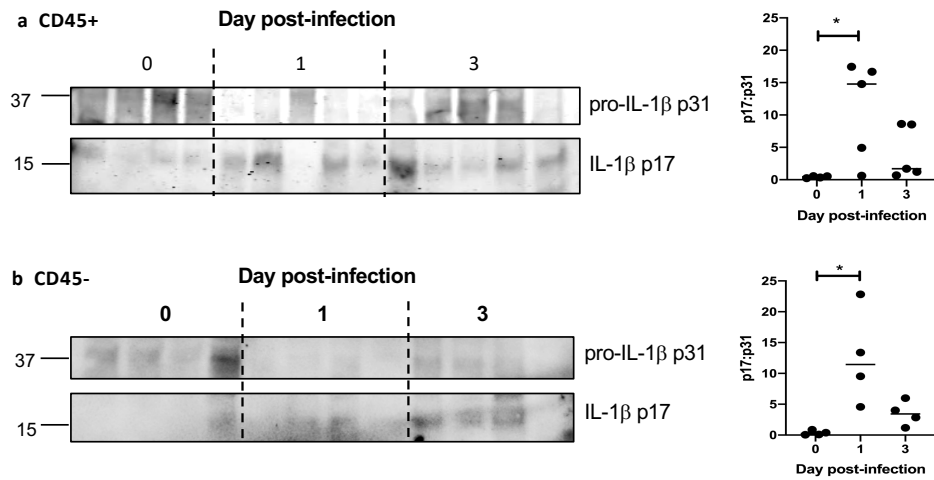 a CD45+
Day post-infection
0 1 3
37
pro-IL-1β p31
15
IL-1β p17
*
25
20
15
10
5
0
p17:p31
0 1 3
Day post-infection
b CD45-
Day post-infection
0 1 3
37
pro-IL-1β p31
15
IL-1β p17
*
25
20
15
10
5
0
p17:p31
0 1 3
Day post-infection